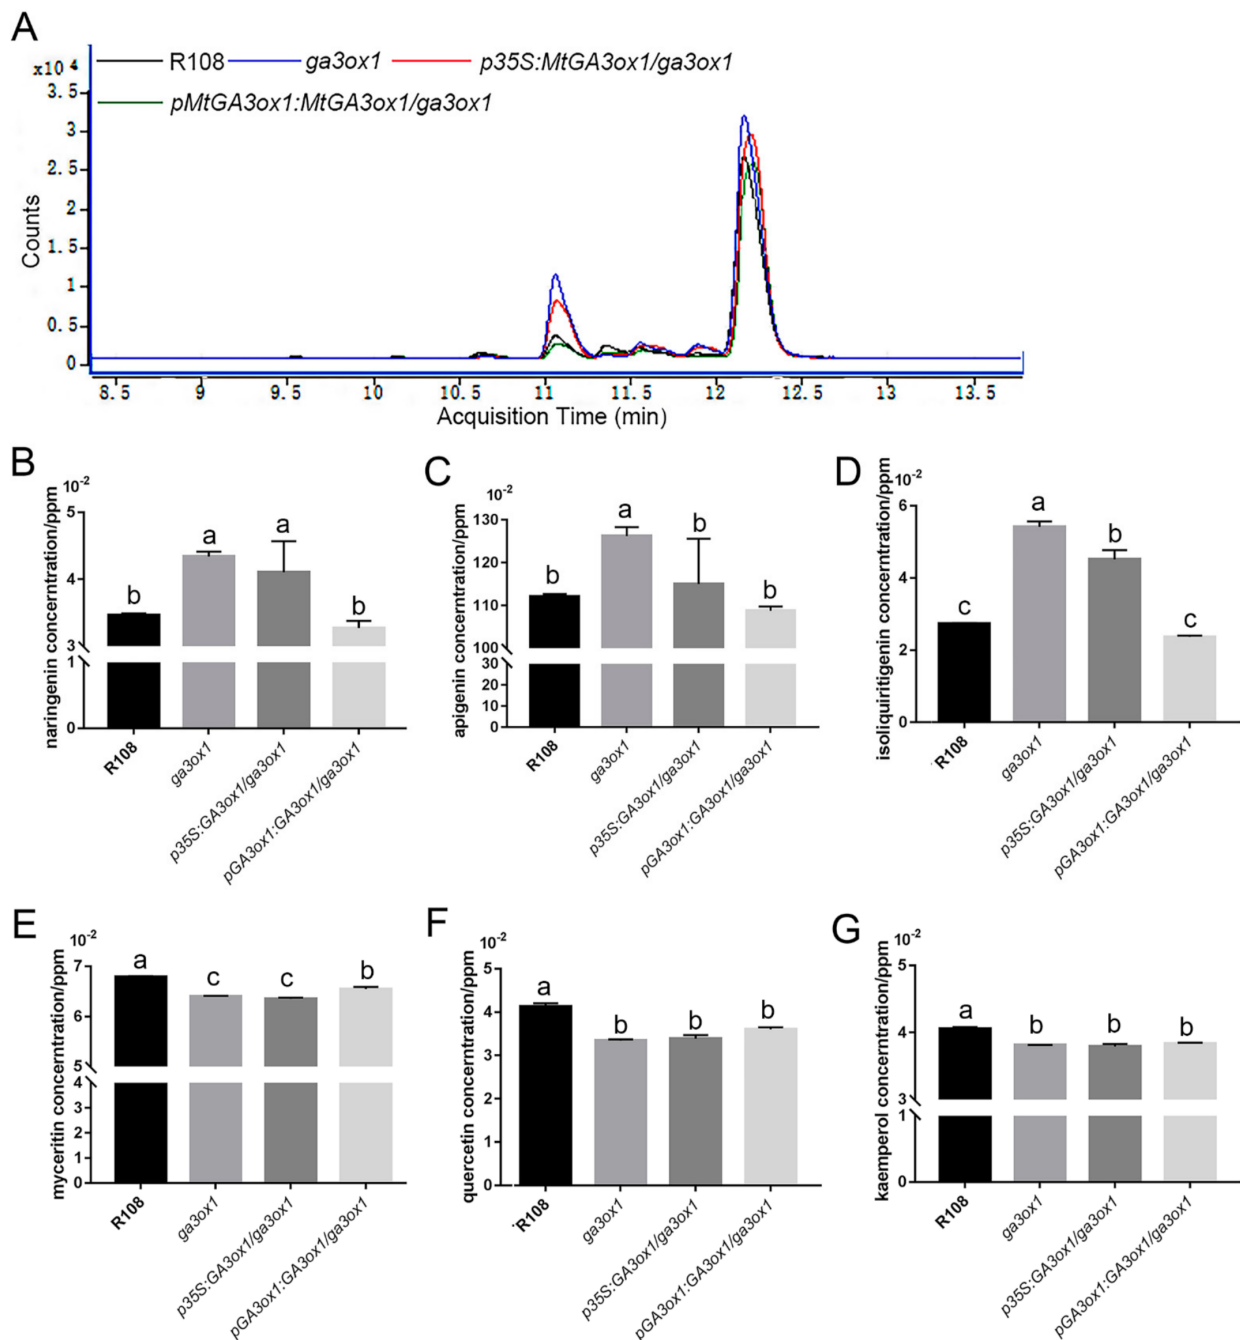 A
R108 ga3ox1 p35S:MtGA3ox1/ga3ox1
pMtGA3ox1:MtGA3ox1/ga3ox1
x10 4
3.5
3
2.5
2
1.5
1
0.5
0
Counts
8.5 9 9.5 10 10.5 11 11.5 12 12.5 13 13.5
Acquisition Time (min)
B
10-2
naringenin concerntration/ppm
5
4
3
1
0
b a a b
R108 ga3ox1 p35S:GA3ox1/ga3ox1 pGA3ox1:GA3ox1/ga3ox1
C
10-2
apigenin concerntration/ppm
130
120
110
100
30
20
10
0
b a b b
R108 ga3ox1 p35S:GA3ox1/ga3ox1 pGA3ox1:GA3ox1/ga3ox1
D
10-2
isoliquiritigenin concerntration/ppm
6
4
2
0
c a b c
R108 ga3ox1 p35S:GA3ox1/ga3ox1 pGA3ox1:GA3ox1/ga3ox1
E
10-2
myceritin concerntration/ppm
7
6
5
4
3
2
1
0
a c c b
R108 ga3ox1 p35S:GA3ox1/ga3ox1 pGA3ox1:GA3ox1/ga3ox1
F
10-2
quercetin concerntration/ppm
5
4
3
2
1
0
a b b b
R108 ga3ox1 p35S:GA3ox1/ga3ox1 pGA3ox1:GA3ox1/ga3ox1
G
10-2
kaemperol concerntration/ppm
5
4
3
1
0
a b b b
R108 ga3ox1 p35S:GA3ox1/ga3ox1 pGA3ox1:GA3ox1/ga3ox1